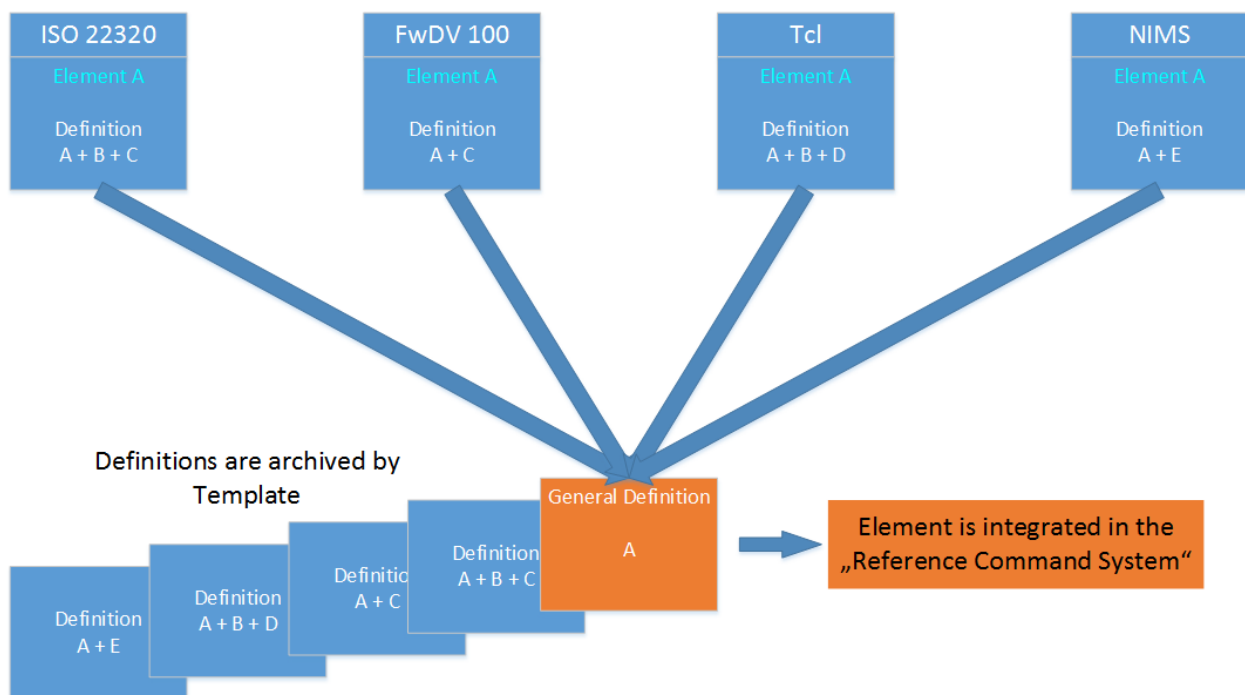 ISO 22320
Element A
Definition
A + B + C
FwDV 100
Element A
Definition
A + C
Tcl
Element A
Definition
A + B + D
NIMS
Element A
Definition
A + E
Definitions are archived by
Template
Definition
A + E
Definition
A + B + D
Definition
A + C
Definition
A + B + C
General Definition
A
Element is integrated in the
„Reference Command System“